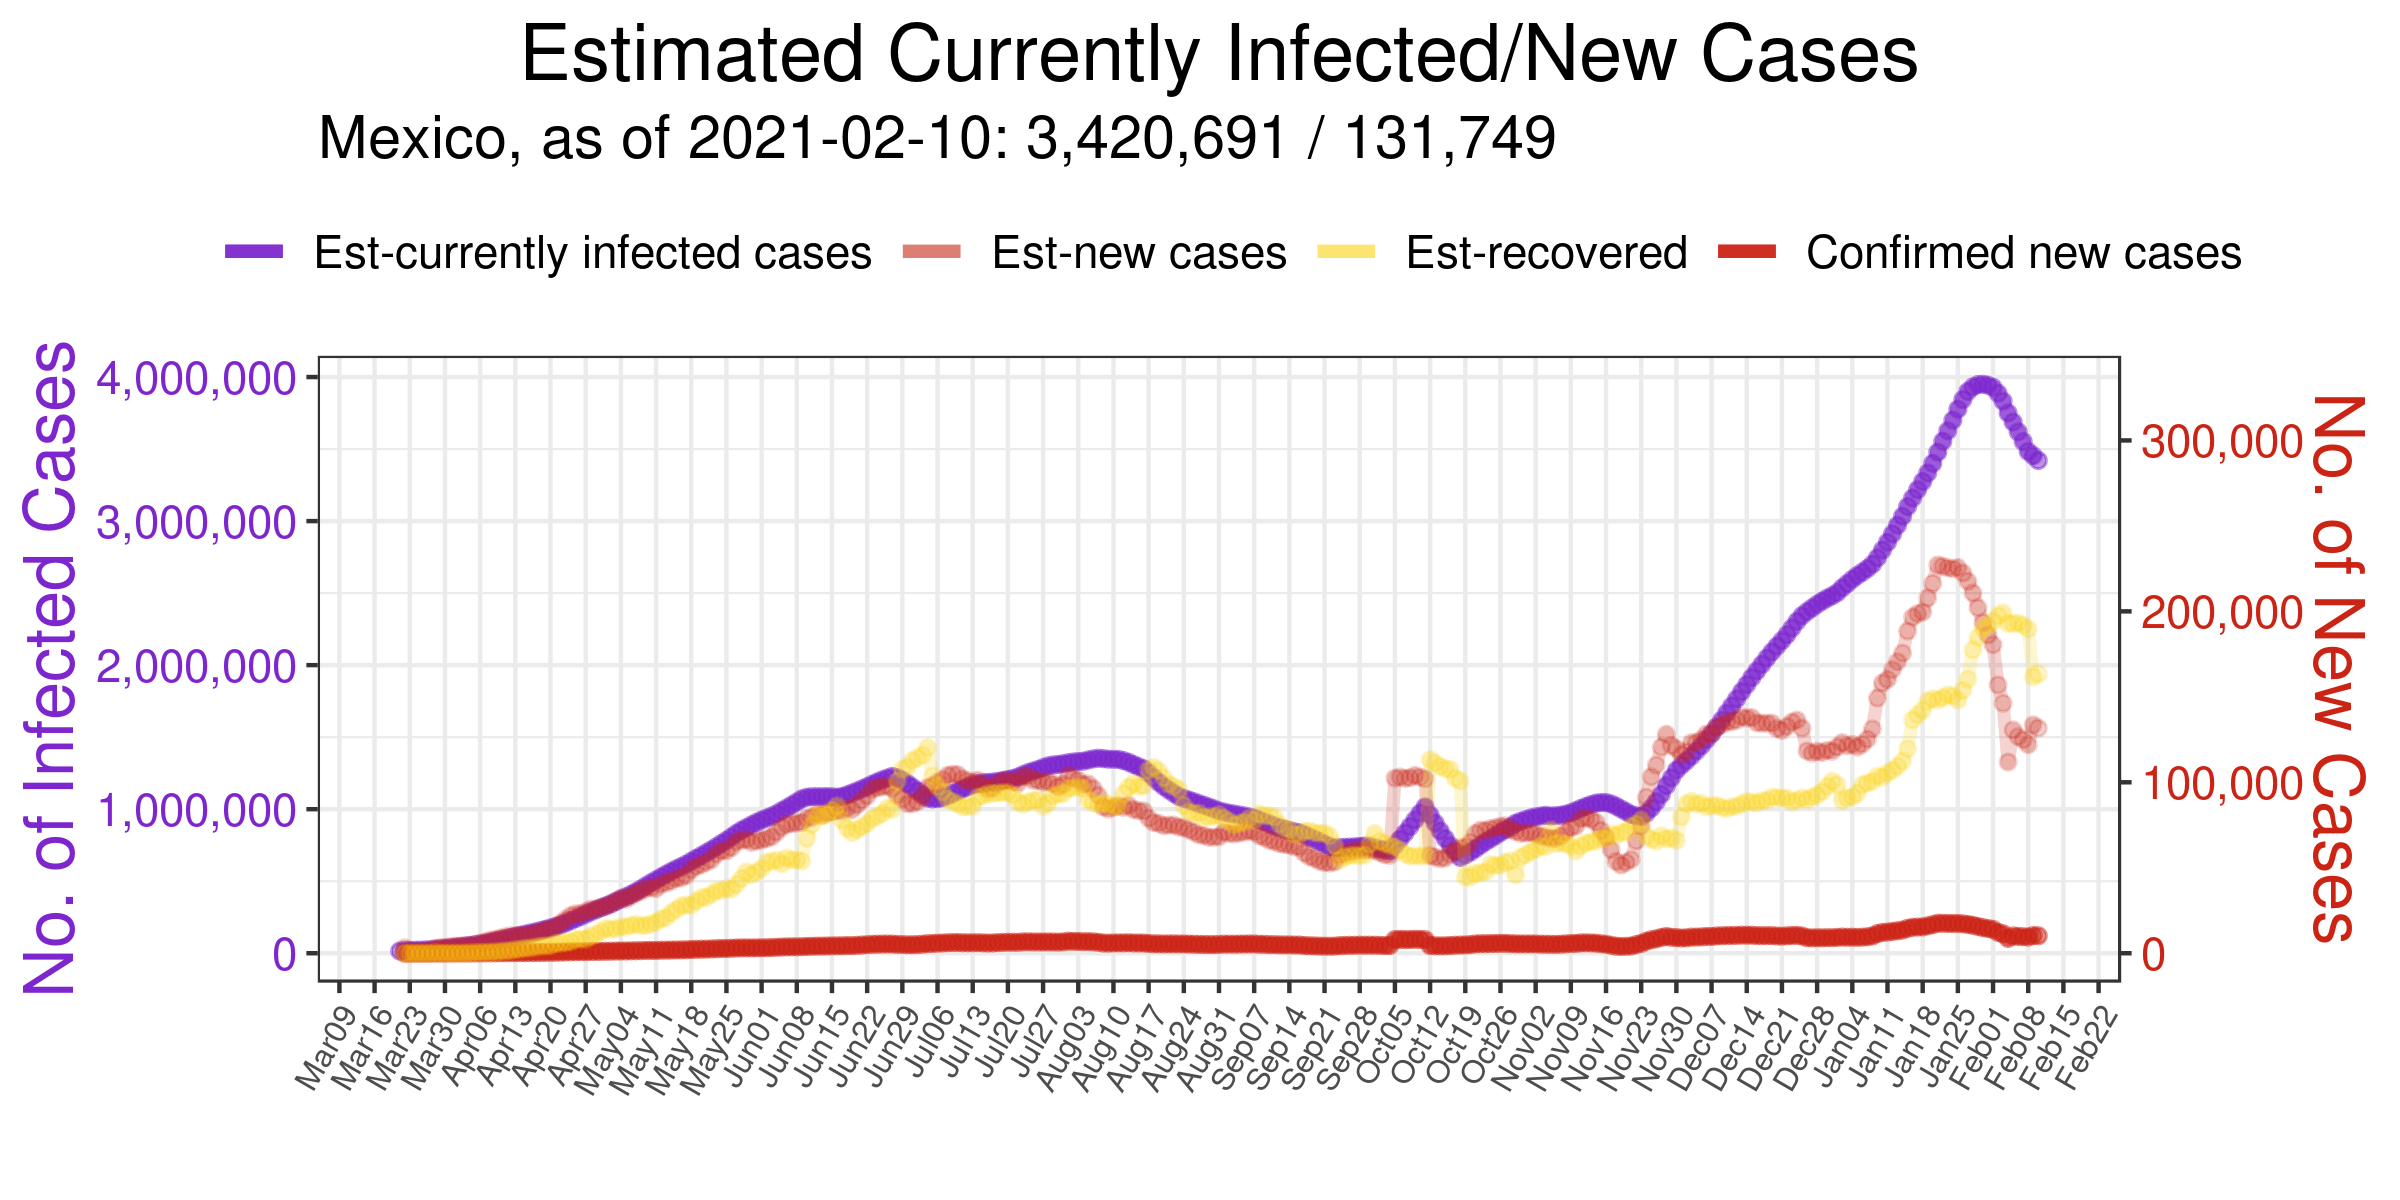 Estimated Currently Infected/New Cases
Mexico, as of 2021-02-10: 3,420,691 / 131,749
Est-currently infected cases Est-new cases Est-recovered Confirmed new cases
No. of Infected Cases
4,000,000
3,000,000
2,000,000
1,000,000
0
No. of New Cases
300,000
200,000
100,000
0
Mar09 Mar16 Mar23 Mar30 Apr06 Apr13 Apr20 Apr27 May04 May11 May18 May25 Jun01 Jun08 Jun15 Jun22 Jun29 Jul06 Jul13 Jul20 Jul27 Aug03 Aug10 Aug17 Aug24 Aug31 Sep07 Sep14 Sep21 Sep28 Oct05 Oct12 Oct19 Oct26 Nov02 Nov09 Nov16 Nov23 Nov30 Dec07 Dec14 Dec21 Dec28 Jan04 Jan11 Jan18 Jan25 Feb01 Feb08 Feb15 Feb22